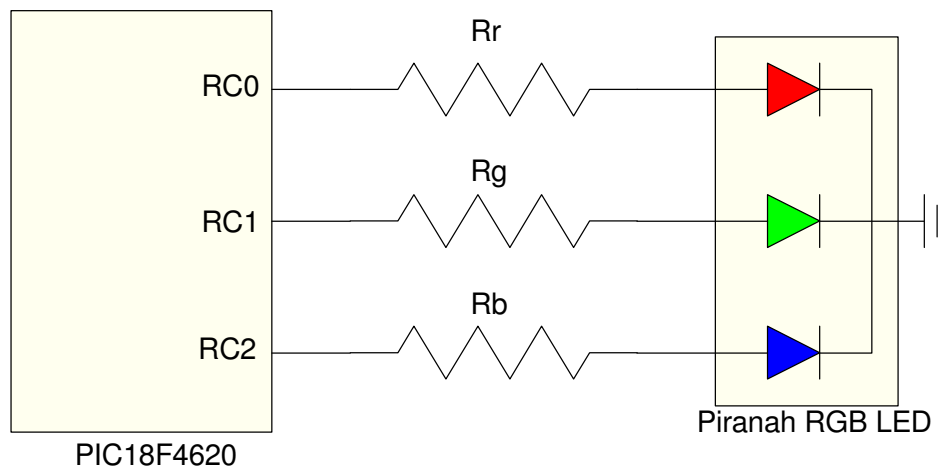 Rr
RC0
Rg
RC1
Rb
RC2
Piranah RGB LED
PIC18F4620